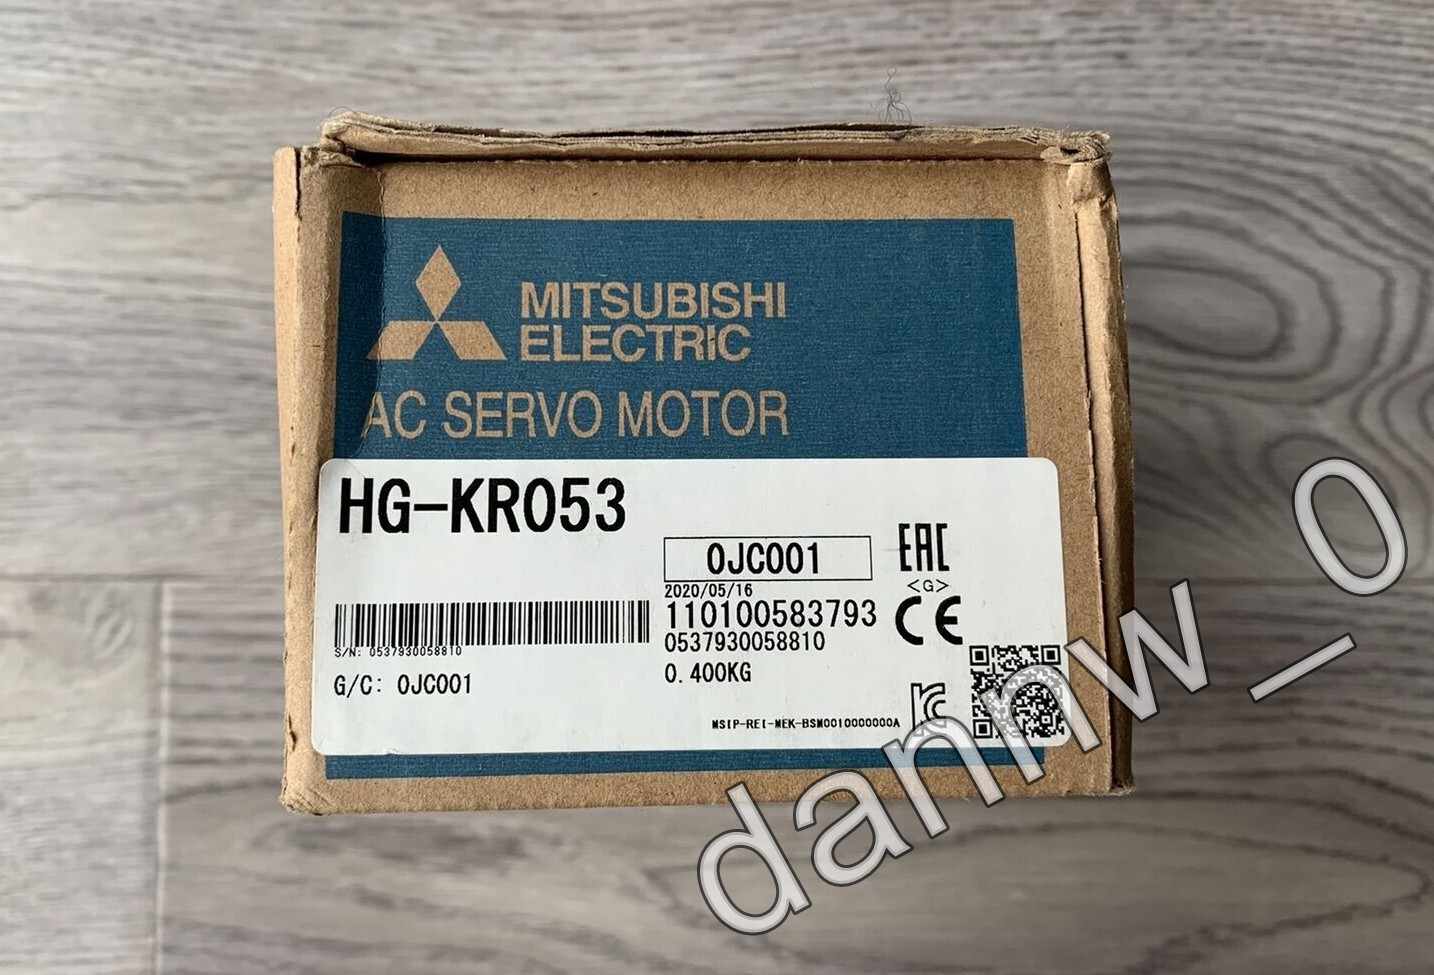 MITSUBISHI
ELECTRIC
AC SERVO MOTOR
HG-KR053
0JC001
EAC
2020/05/16
<G>
110100583793
CE
S/N: 0537930058810
0537930058810
G/C: 0JC001
0.400KG
MSIP-REI-MEK-BSM0010000000A
dannw_0